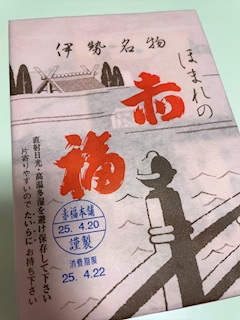 伊勢名物
ほまれの
赤
福
直射日光・高温多湿を避け保存して下さい
片寄りやすいので たいらに お持ち下さい
赤福本舗
25. 4.20
謹製
消費期限
25. 4.22